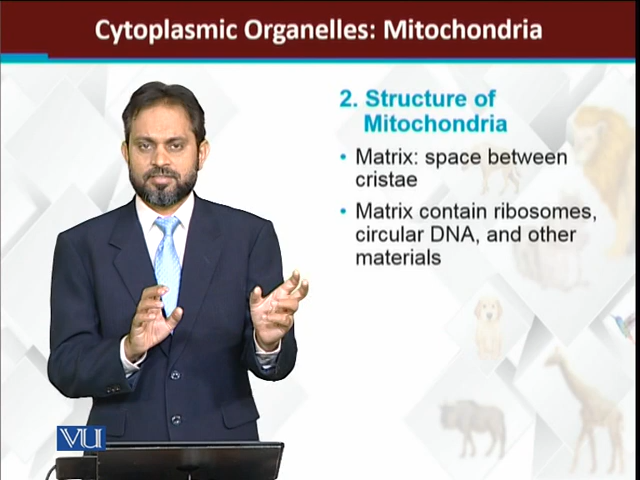 Cytoplasmic Organelles: Mitochondria
2. Structure of
Mitochondria
• Matrix: space between
cristae
• Matrix contain ribosomes,
circular DNA, and other
materials
VU